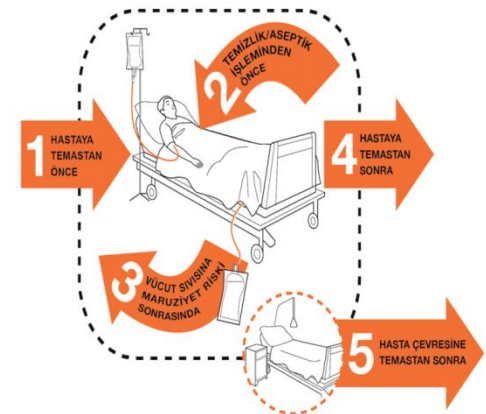 1
HASTAYA
TEMASTAN
ÖNCE
2
TEMİZLİK/ASEPTİK
İŞLEMİNDEN
ÖNCE
3
VÜCUT SIVISINA
MARUZİYET RİSKİ
SONRASINDA
4
HASTAYA
TEMASTAN
SONRA
5
HASTA ÇEVRESİNE
TEMASTAN SONRA